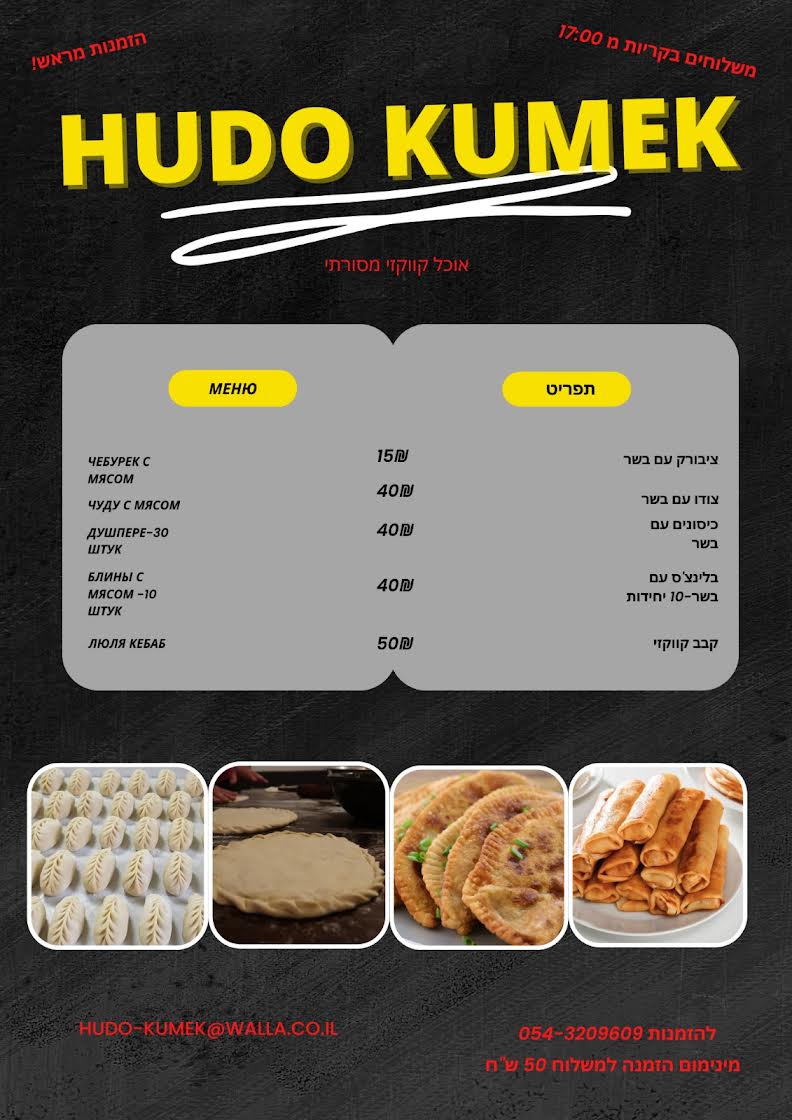 הזמנות מראש!
משלוחים בקריות מ 17:00
HUDO KUMEK
אוכל קווקזי מסורתי
МЕНЮ
תפריט
ЧЕБУРЕК С
МЯСОМ
15₪
ציבורק עם בשר
ЧУДУ С МЯСОМ
40₪
צודו עם בשר
ДУШПЕРЕ-30
ШТУК
40₪
כיסונים עם
בשר
БЛИНЫ С
МЯСОМ -10
ШТУК
40₪
בלינצ'ס עם
בשר-10 יחידות
ЛЮЛЯ КЕБАБ
50₪
קבב קווקזי
HUDO-KUMEK@WALLA.CO.IL
להזמנות 054-3209609
מינימום הזמנה למשלוח 50 ש"ח